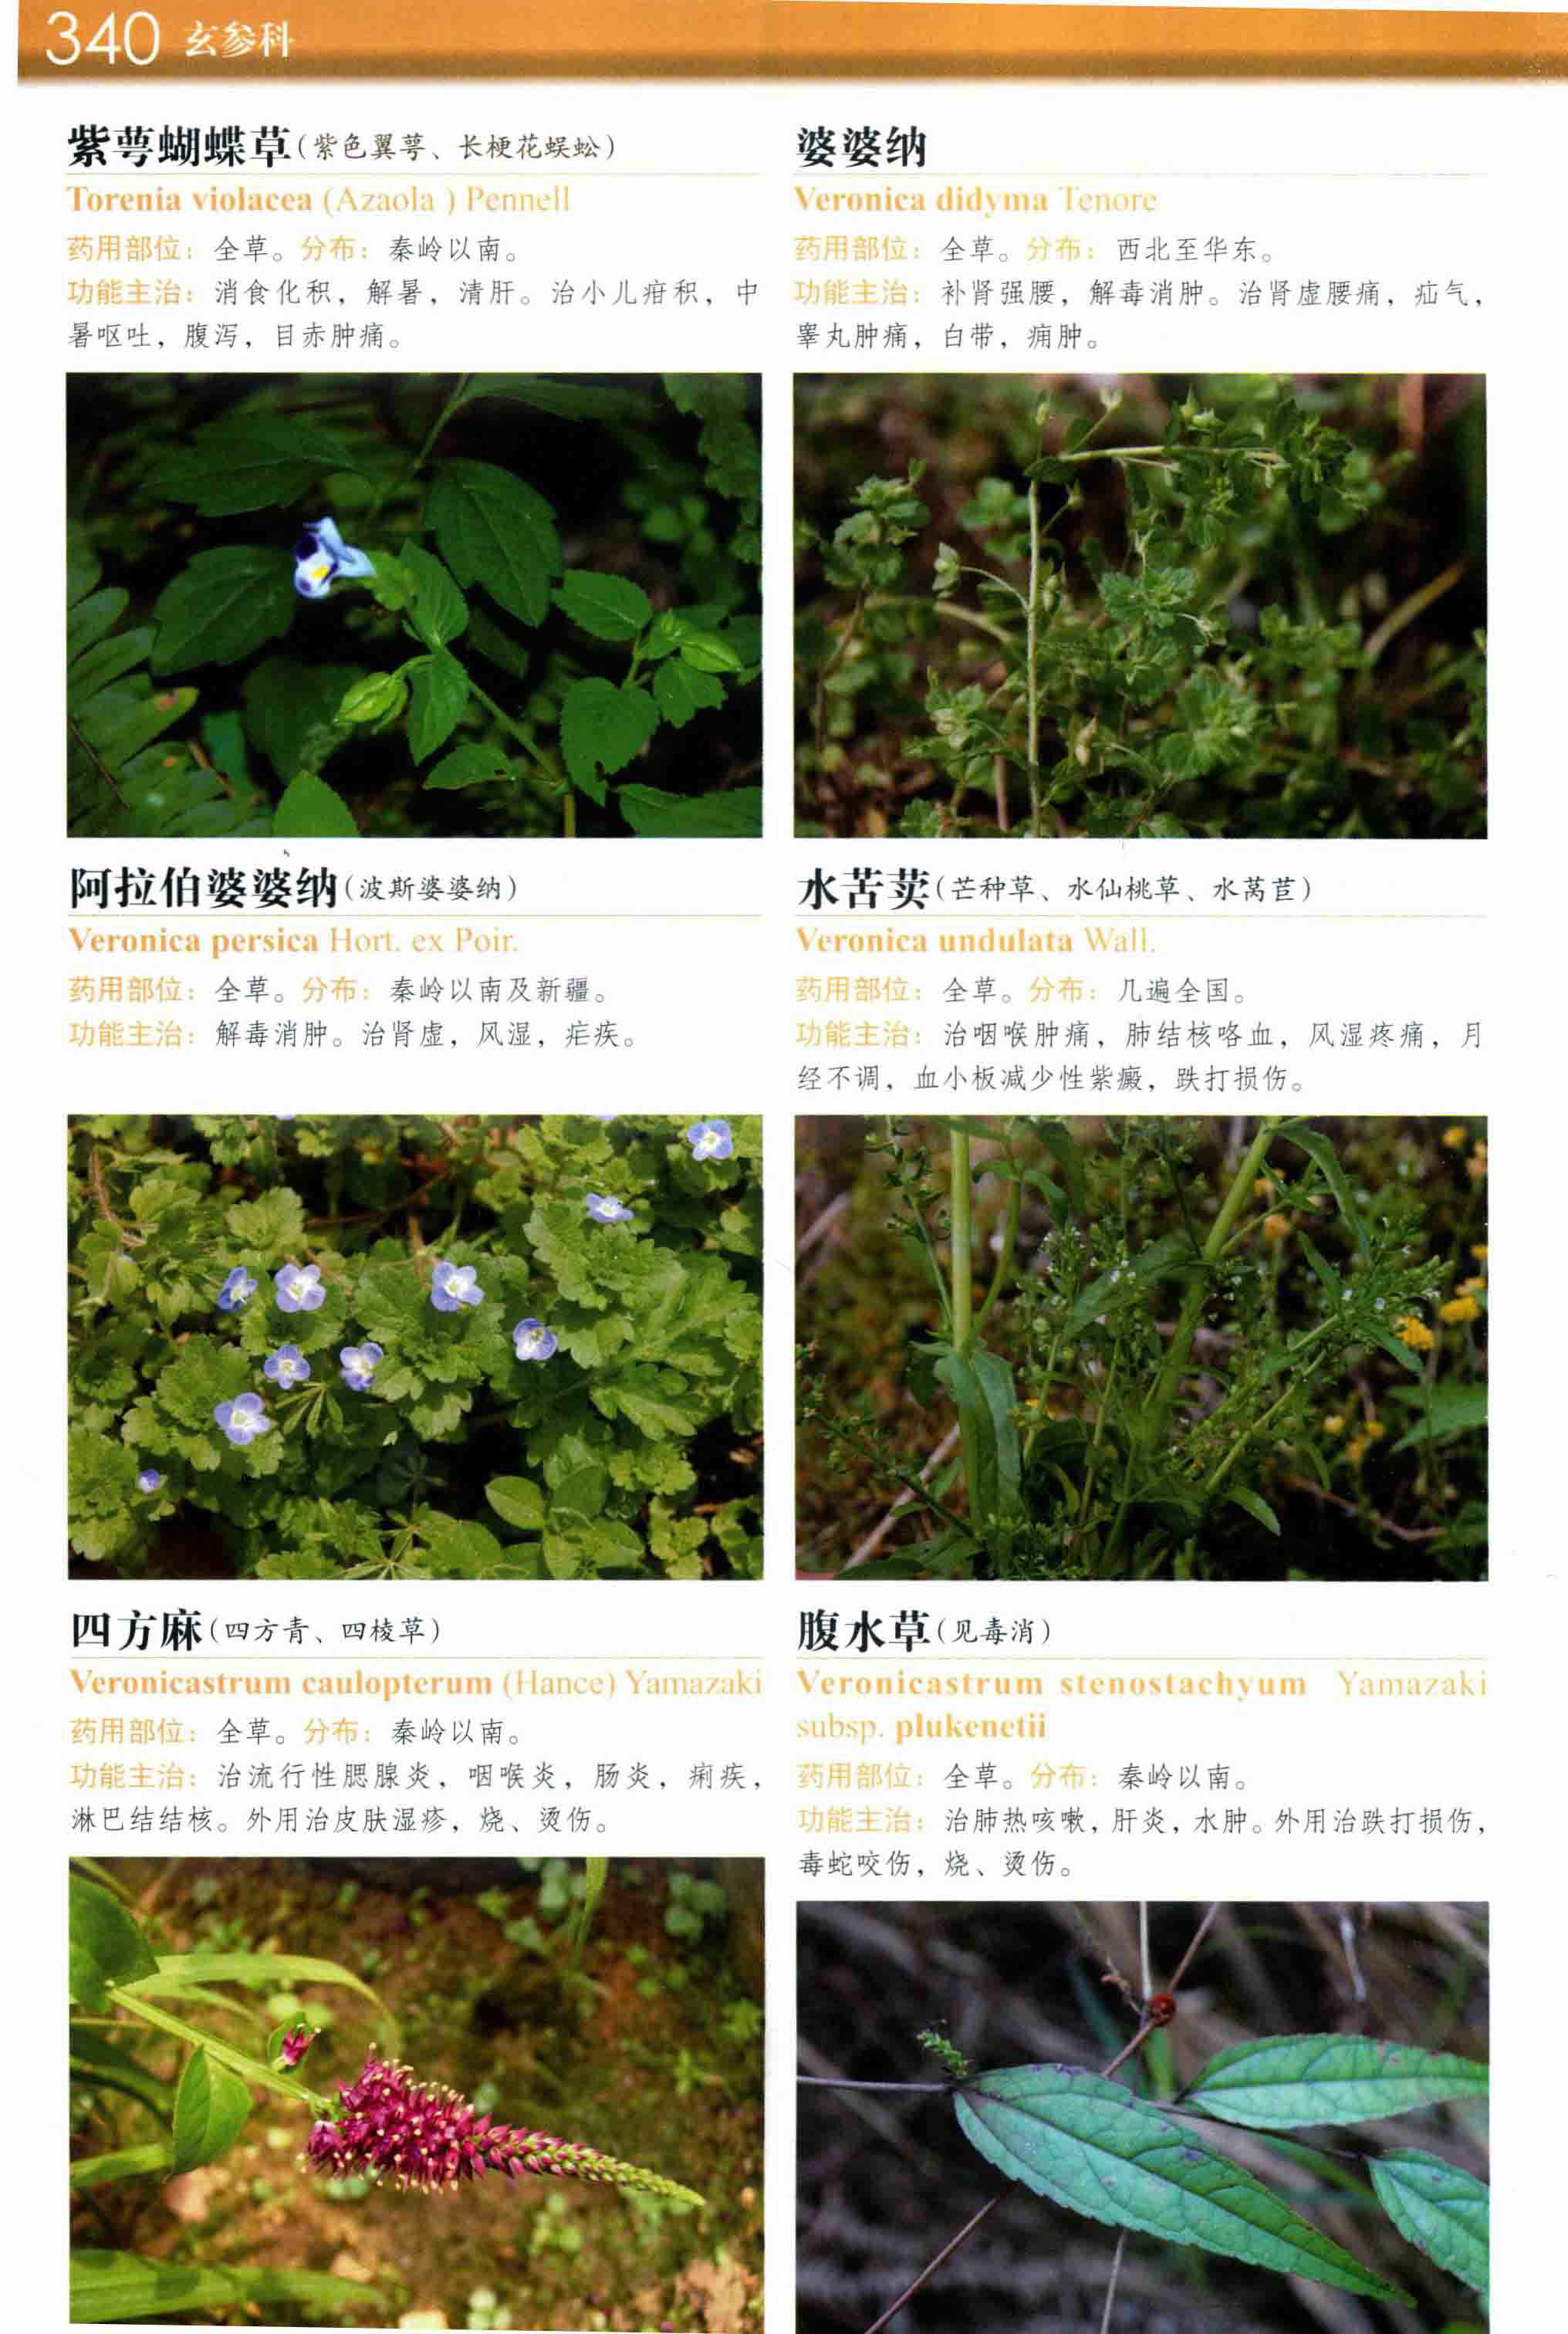 340 玄参科
紫萼蝴蝶草(紫色翼萼、长梗花蜈蚣)
Torenia violacea (Azaola ) Pennell
药用部位：全草。分布：秦岭以南。
功能主治：消食化积，解暑，清肝。治小儿疳积，中
暑呕吐，腹泻，目赤肿痛。
婆婆纳
Veronica didyma Tenore
药用部位：全草。分布：西北至华东。
功能主治：补肾强腰，解毒消肿。治肾虚腰痛，疝气，
睾丸肿痛，白带，痈肿。
阿拉伯婆婆纳(波斯婆婆纳)
Veronica persica Hort. ex Poir.
药用部位：全草。分布：秦岭以南及新疆。
功能主治：解毒消肿。治肾虚，风湿，疟疾。
水苦荬(芒种草、水仙桃草、水莴苣)
Veronica undulata Wall.
药用部位：全草。分布：几遍全国。
功能主治：治咽喉肿痛，肺结核咯血，风湿疼痛，月
经不调，血小板减少性紫癜，跌打损伤。
四方麻(四方青、四棱草)
Veronicastrum caulopterum (Hance) Yamazaki
药用部位：全草。分布：秦岭以南。
功能主治：治流行性腮腺炎，咽喉炎，肠炎，痢疾，
淋巴结结核。外用治皮肤湿疹，烧、烫伤。
腹水草(见毒消)
Veronicastrum stenostachyum Yamazaki
subsp. plukenetii
药用部位：全草。分布：秦岭以南。
功能主治：治肺热咳嗽，肝炎，水肿。外用治跌打损伤，
毒蛇咬伤，烧、烫伤。